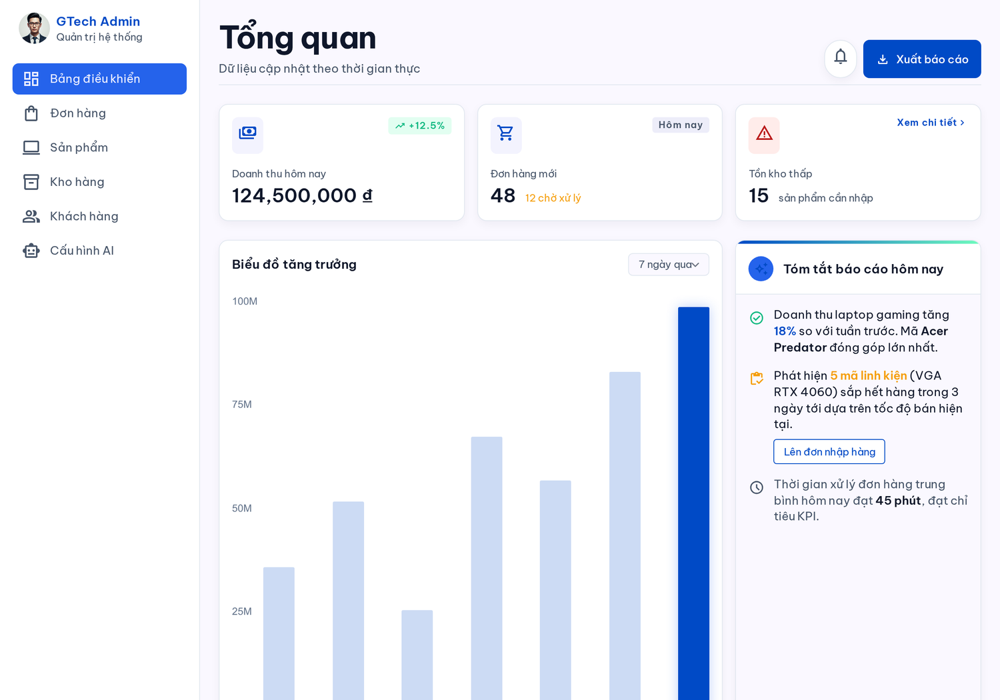 GTech Admin
Quản trị hệ thống
Bảng điều khiển
Đơn hàng
Sản phẩm
Kho hàng
Khách hàng
Cấu hình AI
Tổng quan
Dữ liệu cập nhật theo thời gian thực
Xuất báo cáo
+12.5%
Doanh thu hôm nay
124,500,000 ₫
Hôm nay
Đơn hàng mới
48 12 chờ xử lý
Xem chi tiết
Tồn kho thấp
15 sản phẩm cần nhập
Biểu đồ tăng trưởng
7 ngày qua
100M
75M
50M
25M
Tóm tắt báo cáo hôm nay
Doanh thu laptop gaming tăng
18% so với tuần trước. Mã Acer
Predator đóng góp lớn nhất.
Phát hiện 5 mã linh kiện (VGA
RTX 4060) sắp hết hàng trong 3
ngày tới dựa trên tốc độ bán hiện
tại.
Lên đơn nhập hàng
Thời gian xử lý đơn hàng trung
bình hôm nay đạt 45 phút, đạt chỉ
tiêu KPI.